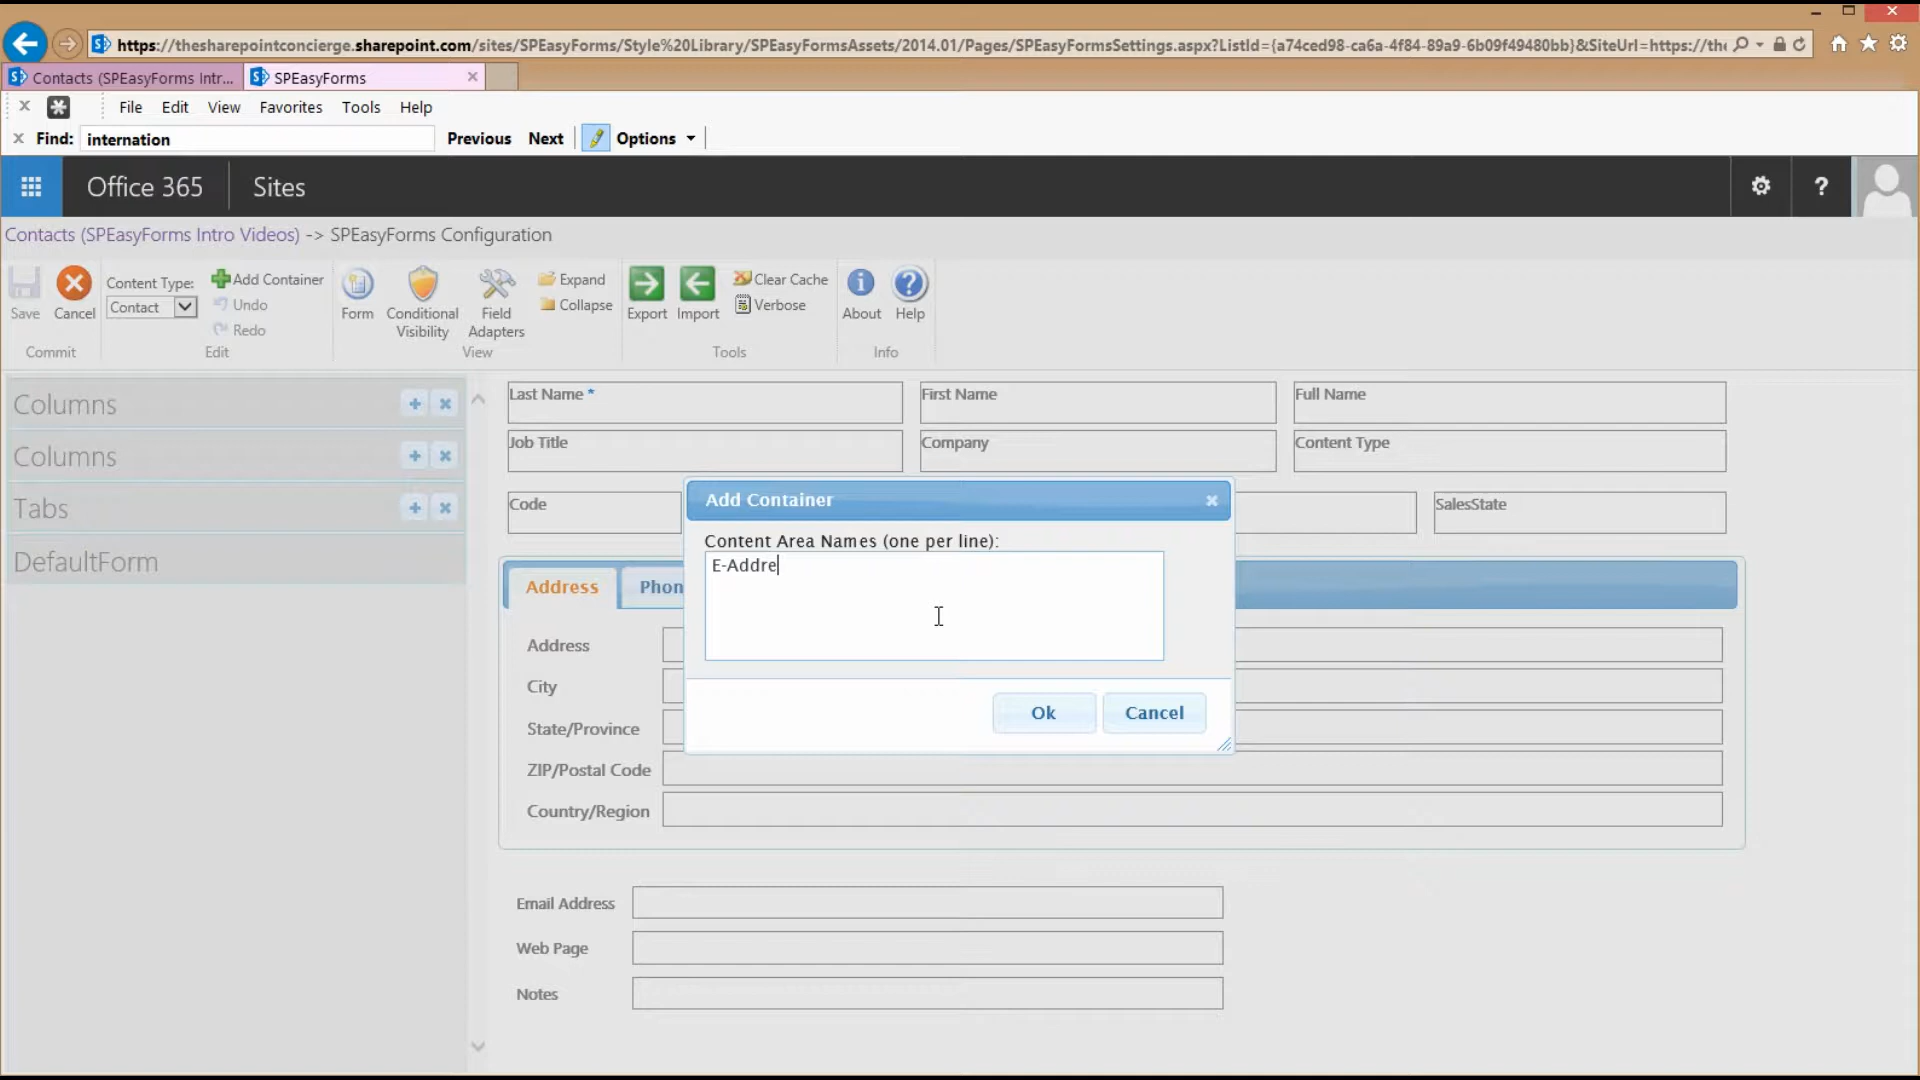 https://thesharepointconcierge.sharepoint.com/sites/SPEasyForms/Style%20Library/SPEasyFormsAssets/2014.01/Pages/SPEasyFormsSettings.aspx?ListId={a74ced98-ca6a-4f84-89a9-6b09f49480bb}&SiteUrl=https://the
Contacts (SPEasyForms Intr... SPEasyForms
File Edit View Favorites Tools Help
Find: internation Previous Next Options
Office 365 Sites ?
Contacts (SPEasyForms Intro Videos) -> SPEasyForms Configuration
Save Cancel Content Type: Contact Add Container Undo Redo
Form Conditional Visibility Field Adapters Expand Collapse
Export Import Clear Cache Verbose About Help
Commit Edit View Tools Info
Columns
Columns
Tabs
DefaultForm
Last Name * First Name Full Name
Job Title Company Content Type
Code SalesState
Add Container
Content Area Names (one per line):
E-Addre
Ok Cancel
Address Phon
Address
City
State/Province
ZIP/Postal Code
Country/Region
Email Address
Web Page
Notes